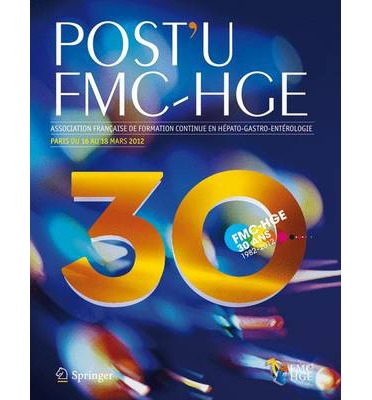 POST'U
FMC-HGE
ASSOCIATION FRANÇAISE DE FORMATION CONTINUE EN HÉPATO-GASTRO-ENTÉROLOGIE
PARIS DU 16 AU 18 MARS 2012
30
FMC-HGE
30 ANS
1982-2012
Springer
FMC
HGE